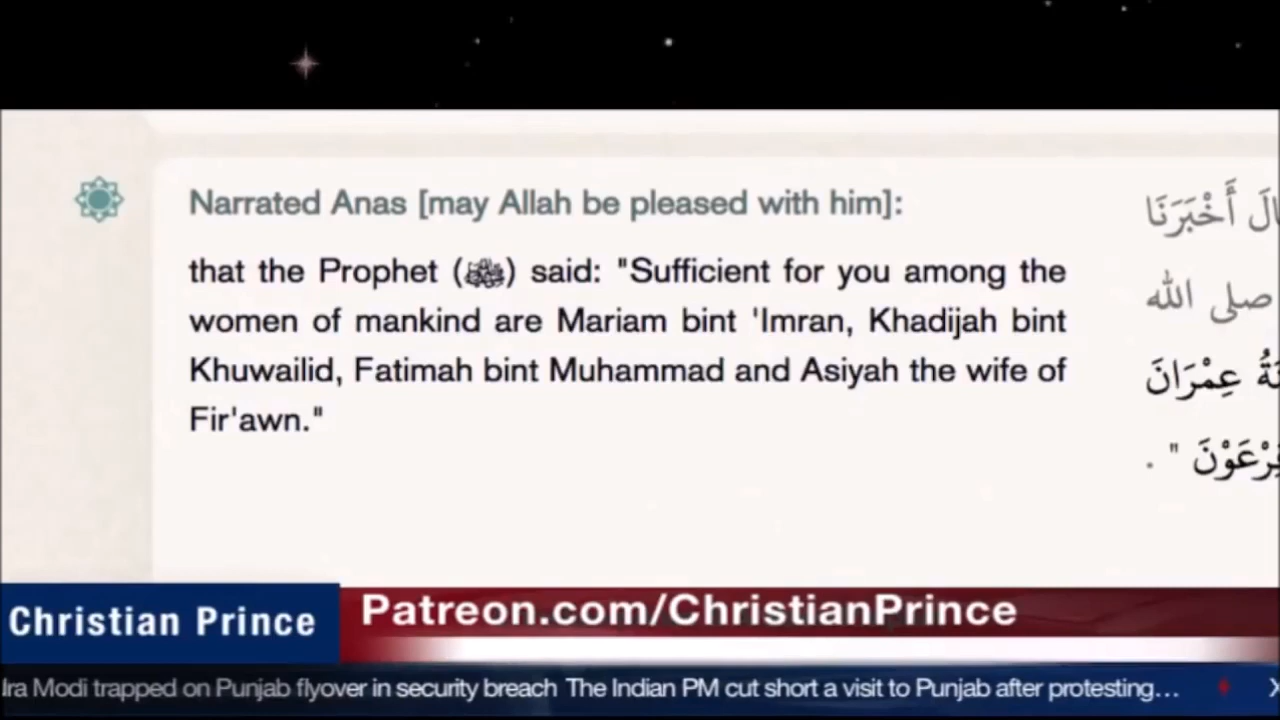 Narrated Anas [may Allah be pleased with him]:
that the Prophet (ﷺ) said: "Sufficient for you among the
women of mankind are Mariam bint 'Imran, Khadijah bint
Khuwailid, Fatimah bint Muhammad and Asiyah the wife of
Fir'awn."
أَخْبَرَنَا
صلى الله
عِمْرَانَ
" .
Christian Prince
Patreon.com/ChristianPrince
Modi trapped on Punjab flyover in security breach The Indian PM cut short a visit to Punjab after protesting...